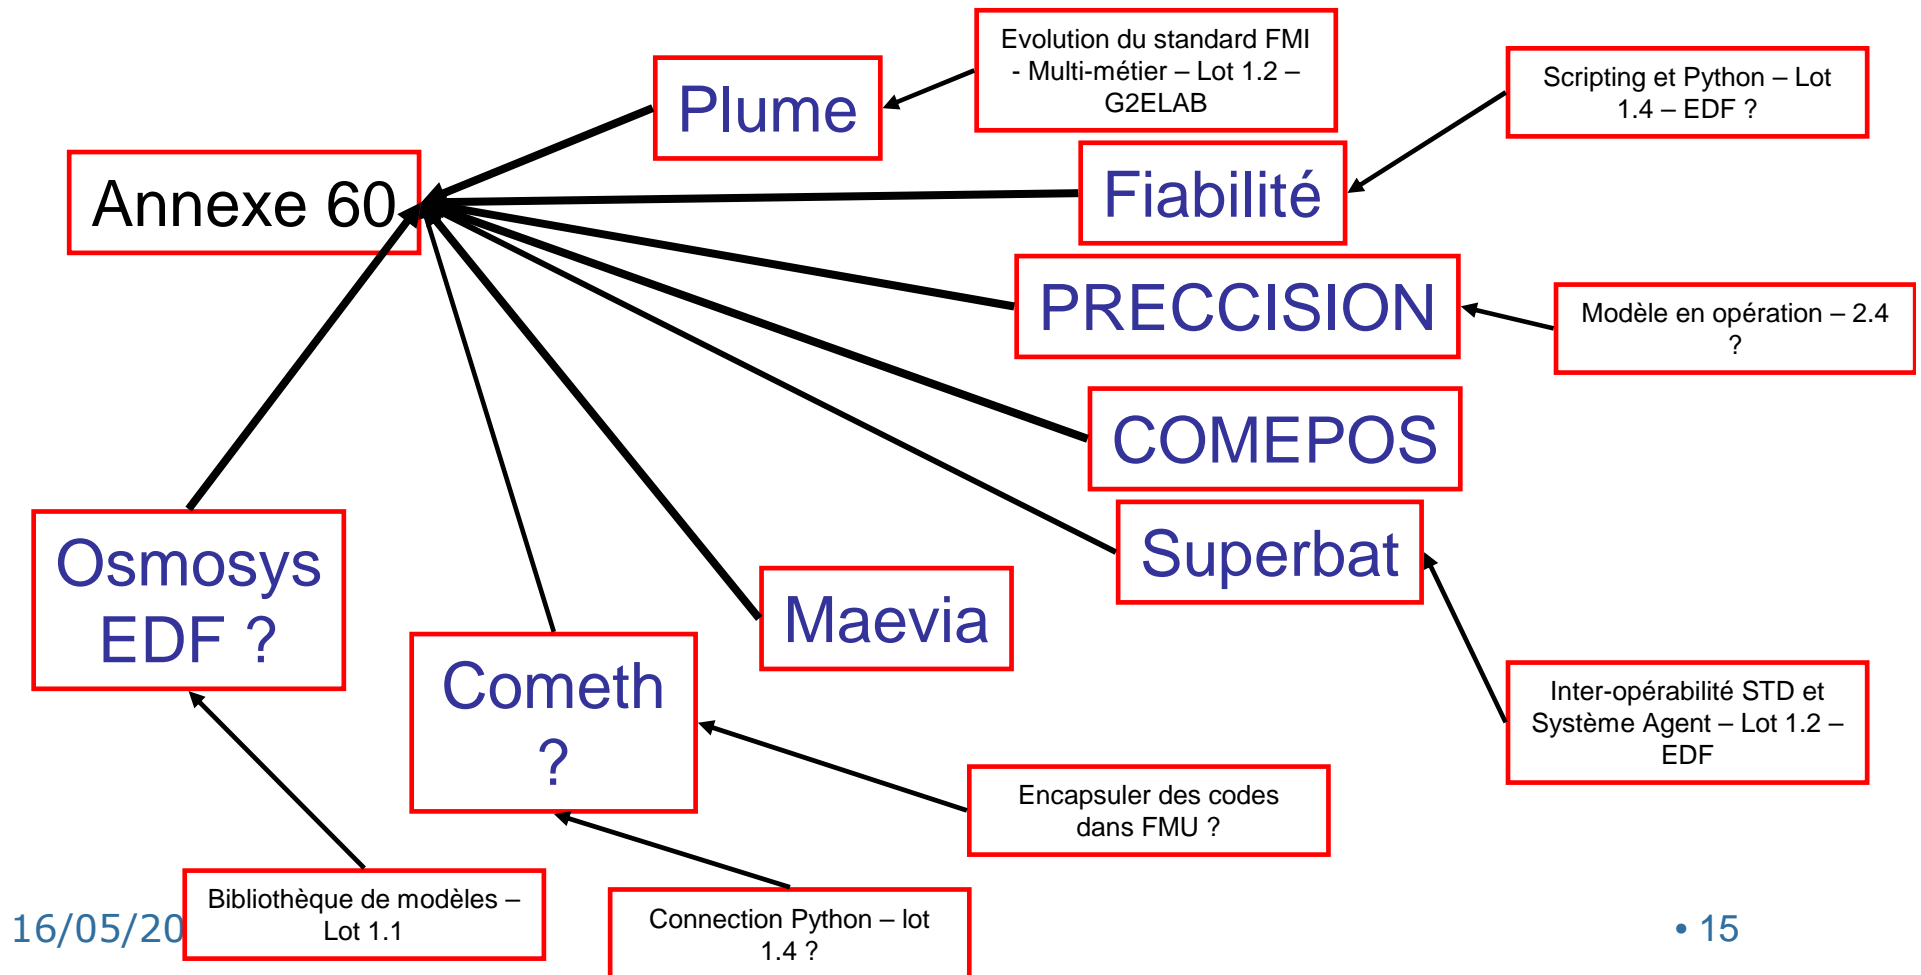 Evolution du standard FMI
- Multi-métier – Lot 1.2 –
G2ELAB
Plume
Scripting et Python – Lot
1.4 – EDF ?
Annexe 60
Fiabilité
PRECCISION
Modèle en opération – 2.4
?
COMEPOS
Superbat
Osmosys
EDF ?
Maevia
Cometh
?
Inter-opérabilité STD et
Système Agent – Lot 1.2 –
EDF
Encapsuler des codes
dans FMU ?
Bibliothèque de modèles –
Lot 1.1
Connection Python – lot
1.4 ?
16/05/20
• 15